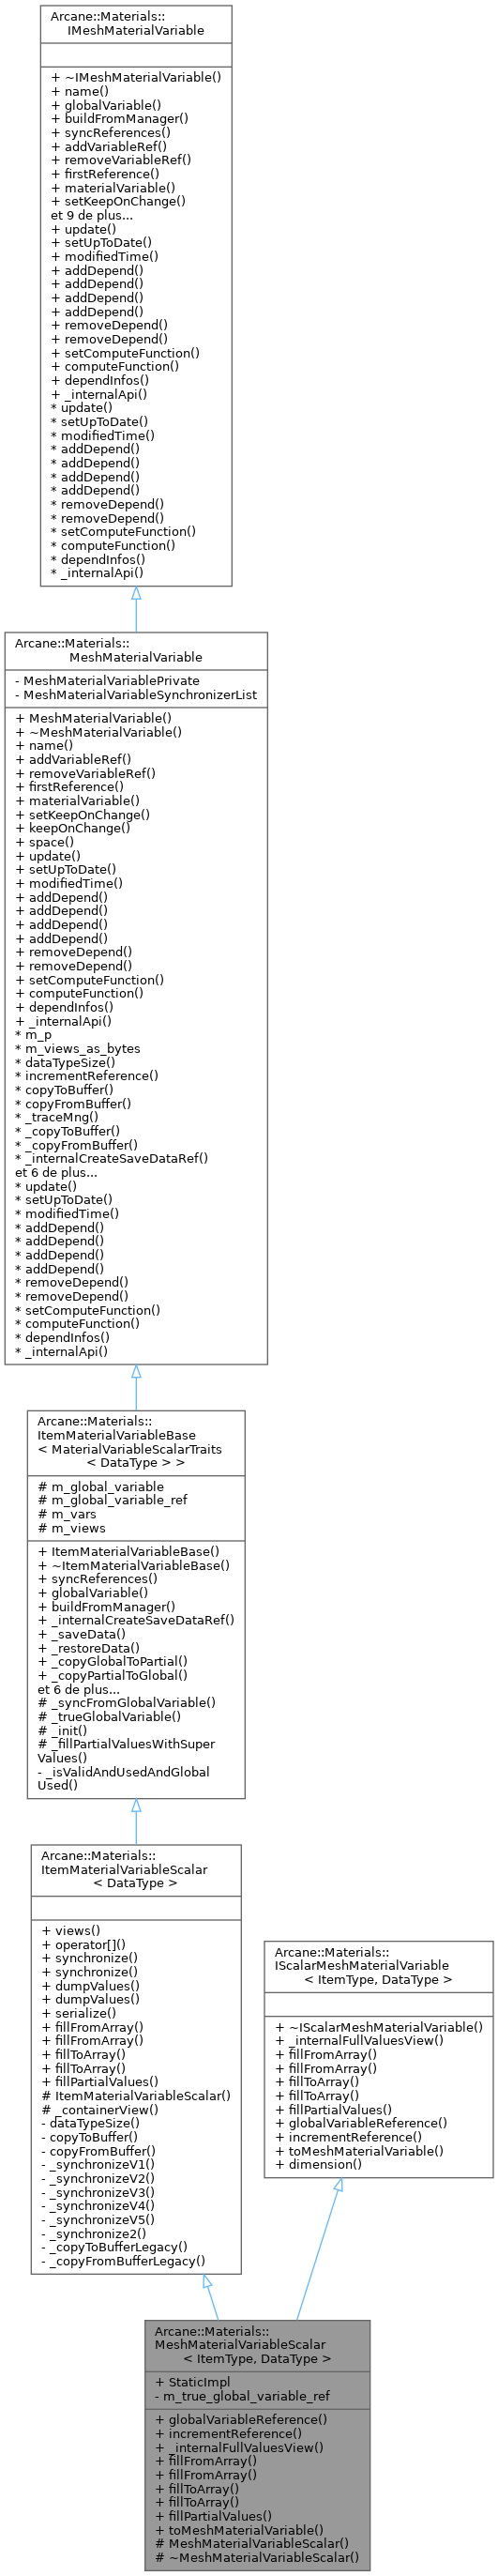 Arcane::Materials::
IMeshMaterialVariable
+ ~IMeshMaterialVariable()
+ name()
+ globalVariable()
+ buildFromManager()
+ syncReferences()
+ addVariableRef()
+ removeVariableRef()
+ firstReference()
+ materialVariable()
+ setKeepOnChange()
et 9 de plus...
+ update()
+ setUpToDate()
+ modifiedTime()
+ addDepend()
+ addDepend()
+ addDepend()
+ addDepend()
+ removeDepend()
+ removeDepend()
+ setComputeFunction()
+ computeFunction()
+ dependInfos()
+ _internalApi()
* update()
* setUpToDate()
* modifiedTime()
* addDepend()
* addDepend()
* addDepend()
* addDepend()
* removeDepend()
* removeDepend()
* setComputeFunction()
* computeFunction()
* dependInfos()
* _internalApi()
Arcane::Materials::
MeshMaterialVariable
- MeshMaterialVariablePrivate
- MeshMaterialVariableSynchronizerList
+ MeshMaterialVariable()
+ ~MeshMaterialVariable()
+ name()
+ addVariableRef()
+ removeVariableRef()
+ firstReference()
+ materialVariable()
+ setKeepOnChange()
+ keepOnChange()
+ space()
+ update()
+ setUpToDate()
+ modifiedTime()
+ addDepend()
+ addDepend()
+ addDepend()
+ addDepend()
+ removeDepend()
+ removeDepend()
+ setComputeFunction()
+ computeFunction()
+ dependInfos()
+ _internalApi()
* m_p
* m_views_as_bytes
* dataTypeSize()
* incrementReference()
* copyToBuffer()
* copyFromBuffer()
* _traceMng()
* _copyToBuffer()
* _copyFromBuffer()
* _internalCreateSaveDataRef()
et 6 de plus...
* update()
* setUpToDate()
* modifiedTime()
* addDepend()
* addDepend()
* addDepend()
* addDepend()
* removeDepend()
* removeDepend()
* setComputeFunction()
* computeFunction()
* dependInfos()
* _internalApi()
Arcane::Materials::
ItemMaterialVariableBase
< MaterialVariableScalarTraits
< DataType > >
# m_global_variable
# m_global_variable_ref
# m_vars
# m_views
+ ItemMaterialVariableBase()
+ ~ItemMaterialVariableBase()
+ syncReferences()
+ globalVariable()
+ buildFromManager()
+ _internalCreateSaveDataRef()
+ _saveData()
+ _restoreData()
+ _copyGlobalToPartial()
+ _copyPartialToGlobal()
et 6 de plus...
# _syncFromGlobalVariable()
# _trueGlobalVariable()
# _init()
# _fillPartialValuesWithSuper
Values()
- _isValidAndUsedAndGlobal
Used()
Arcane::Materials::
ItemMaterialVariableScalar
< DataType >
+ views()
+ operator[]()
+ synchronize()
+ synchronize()
+ dumpValues()
+ dumpValues()
+ serialize()
+ fillFromArray()
+ fillFromArray()
+ fillToArray()
+ fillToArray()
+ fillPartialValues()
# ItemMaterialVariableScalar()
# _containerView()
- dataTypeSize()
- copyToBuffer()
- copyFromBuffer()
- _synchronizeV1()
- _synchronizeV2()
- _synchronizeV3()
- _synchronizeV4()
- _synchronizeV5()
- _synchronize2()
- _copyToBufferLegacy()
- _copyFromBufferLegacy()
Arcane::Materials::
IScalarMeshMaterialVariable
< ItemType, DataType >
+ ~IScalarMeshMaterialVariable()
+ _internalFullValuesView()
+ fillFromArray()
+ fillFromArray()
+ fillToArray()
+ fillToArray()
+ fillPartialValues()
+ globalVariableReference()
+ incrementReference()
+ toMeshMaterialVariable()
+ dimension()
Arcane::Materials::
MeshMaterialVariableScalar
< ItemType, DataType >
+ StaticImpl
- m_true_global_variable_ref
+ globalVariableReference()
+ incrementReference()
+ _internalFullValuesView()
+ fillFromArray()
+ fillFromArray()
+ fillToArray()
+ fillToArray()
+ fillPartialValues()
+ toMeshMaterialVariable()
# MeshMaterialVariableScalar()
# ~MeshMaterialVariableScalar()